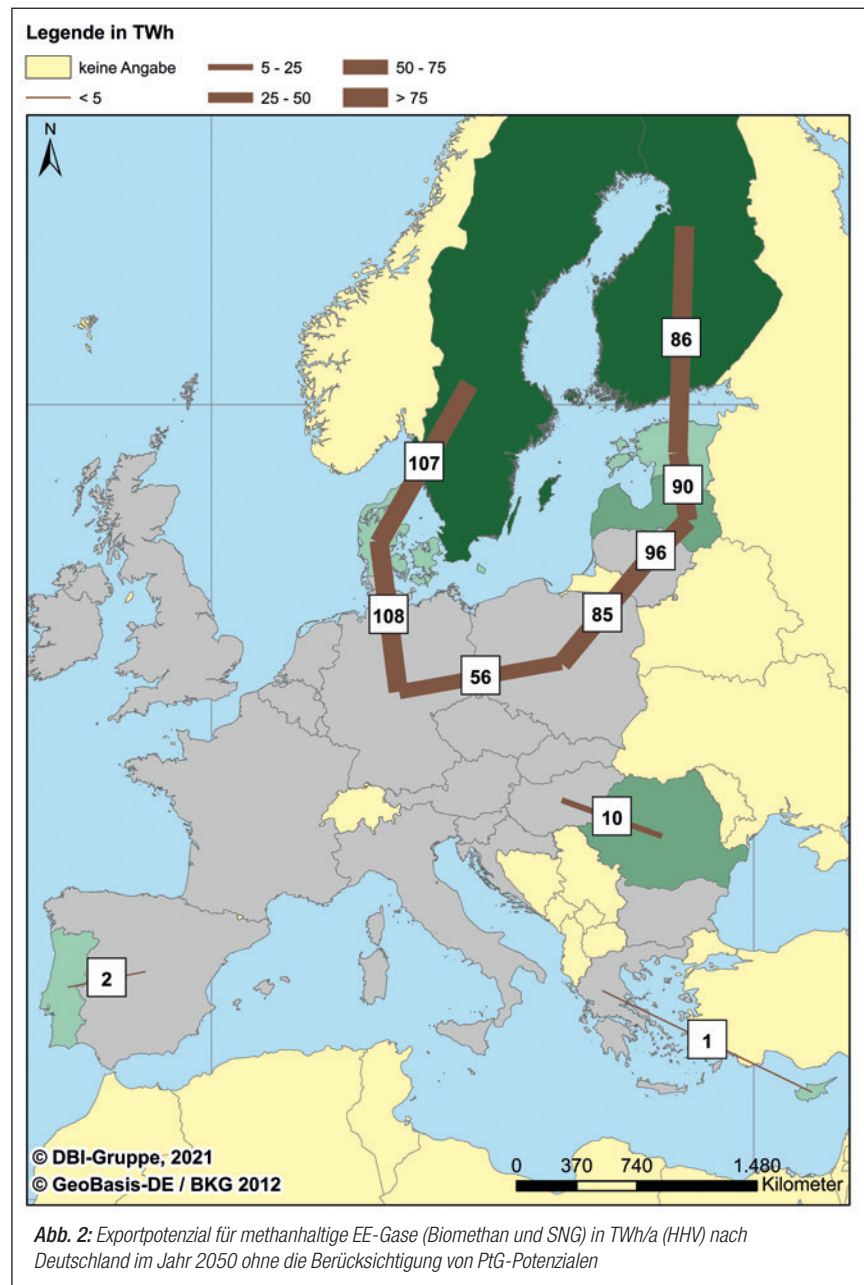 Legende in TWh
keine Angabe 5 - 25 50 - 75
< 5 25 - 50 > 75
N
86
107
90
96
108
85
56
10
2
1
© DBI-Gruppe, 2021
© GeoBasis-DE / BKG 2012
0 370 740 1.480
Kilometer
Abb. 2: Exportpotenzial für methanhaltige EE-Gase (Biomethan und SNG) in TWh/a (HHV) nach
Deutschland im Jahr 2050 ohne die Berücksichtigung von PtG-Potenzialen